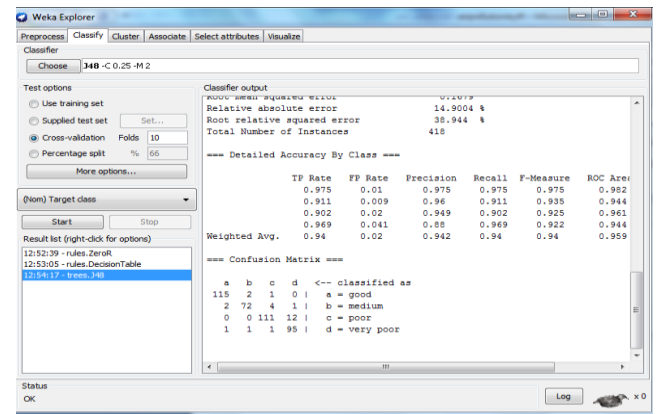 Weka Explorer
Preprocess Classify Cluster Associate Select attributes Visualize
Classifier
Choose J48 -C 0.25 -M 2
Test options
Use training set
Supplied test set Set...
Cross-validation Folds 10
Percentage split % 66
More options...
(Nom) Target class
Start Stop
Result list (right-click for options)
12:52:39 - rules.ZeroR
12:53:05 - rules.DecisionTable
12:54:17 - trees.J48
Classifier output
Root mean squared error 0.1679
Relative absolute error 14.9004 %
Root relative squared error 38.944 %
Total Number of Instances 418
=== Detailed Accuracy By Class ===
TP Rate FP Rate Precision Recall F-Measure ROC Area
0.975 0.01 0.975 0.975 0.975 0.982
0.911 0.009 0.96 0.911 0.935 0.944
0.902 0.02 0.949 0.902 0.925 0.961
0.969 0.041 0.88 0.969 0.922 0.944
Weighted Avg. 0.94 0.02 0.942 0.94 0.94 0.959
=== Confusion Matrix ===
a b c d <-- classified as
115 2 1 0 | a = good
2 72 4 1 | b = medium
0 0 111 12 | c = poor
1 1 1 95 | d = very poor
Status
OK
Log
x 0